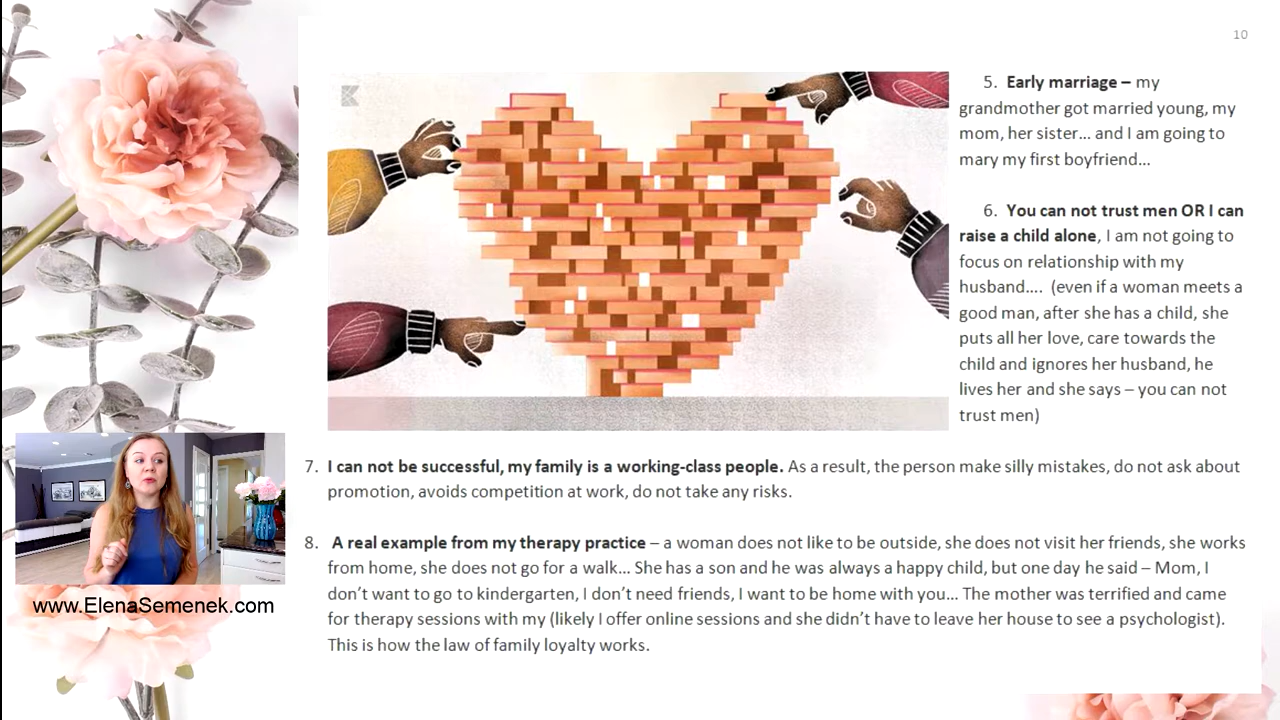 10
5. Early marriage – my
grandmother got married young, my
mom, her sister… and I am going to
mary my first boyfriend…
6. You can not trust men OR I can
raise a child alone, I am not going to
focus on relationship with my
husband…. (even if a woman meets a
good man, after she has a child, she
puts all her love, care towards the
child and ignores her husband, he
lives her and she says – you can not
trust men)
7. I can not be successful, my family is a working-class people. As a result, the person make silly mistakes, do not ask about
promotion, avoids competition at work, do not take any risks.
8. A real example from my therapy practice – a woman does not like to be outside, she does not visit her friends, she works
from home, she does not go for a walk… She has a son and he was always a happy child, but one day he said – Mom, I
don't want to go to kindergarten, I don't need friends, I want to be home with you… The mother was terrified and came
for therapy sessions with my (likely I offer online sessions and she didn't have to leave her house to see a psychologist).
This is how the law of family loyalty works.
www.ElenaSemenek.com